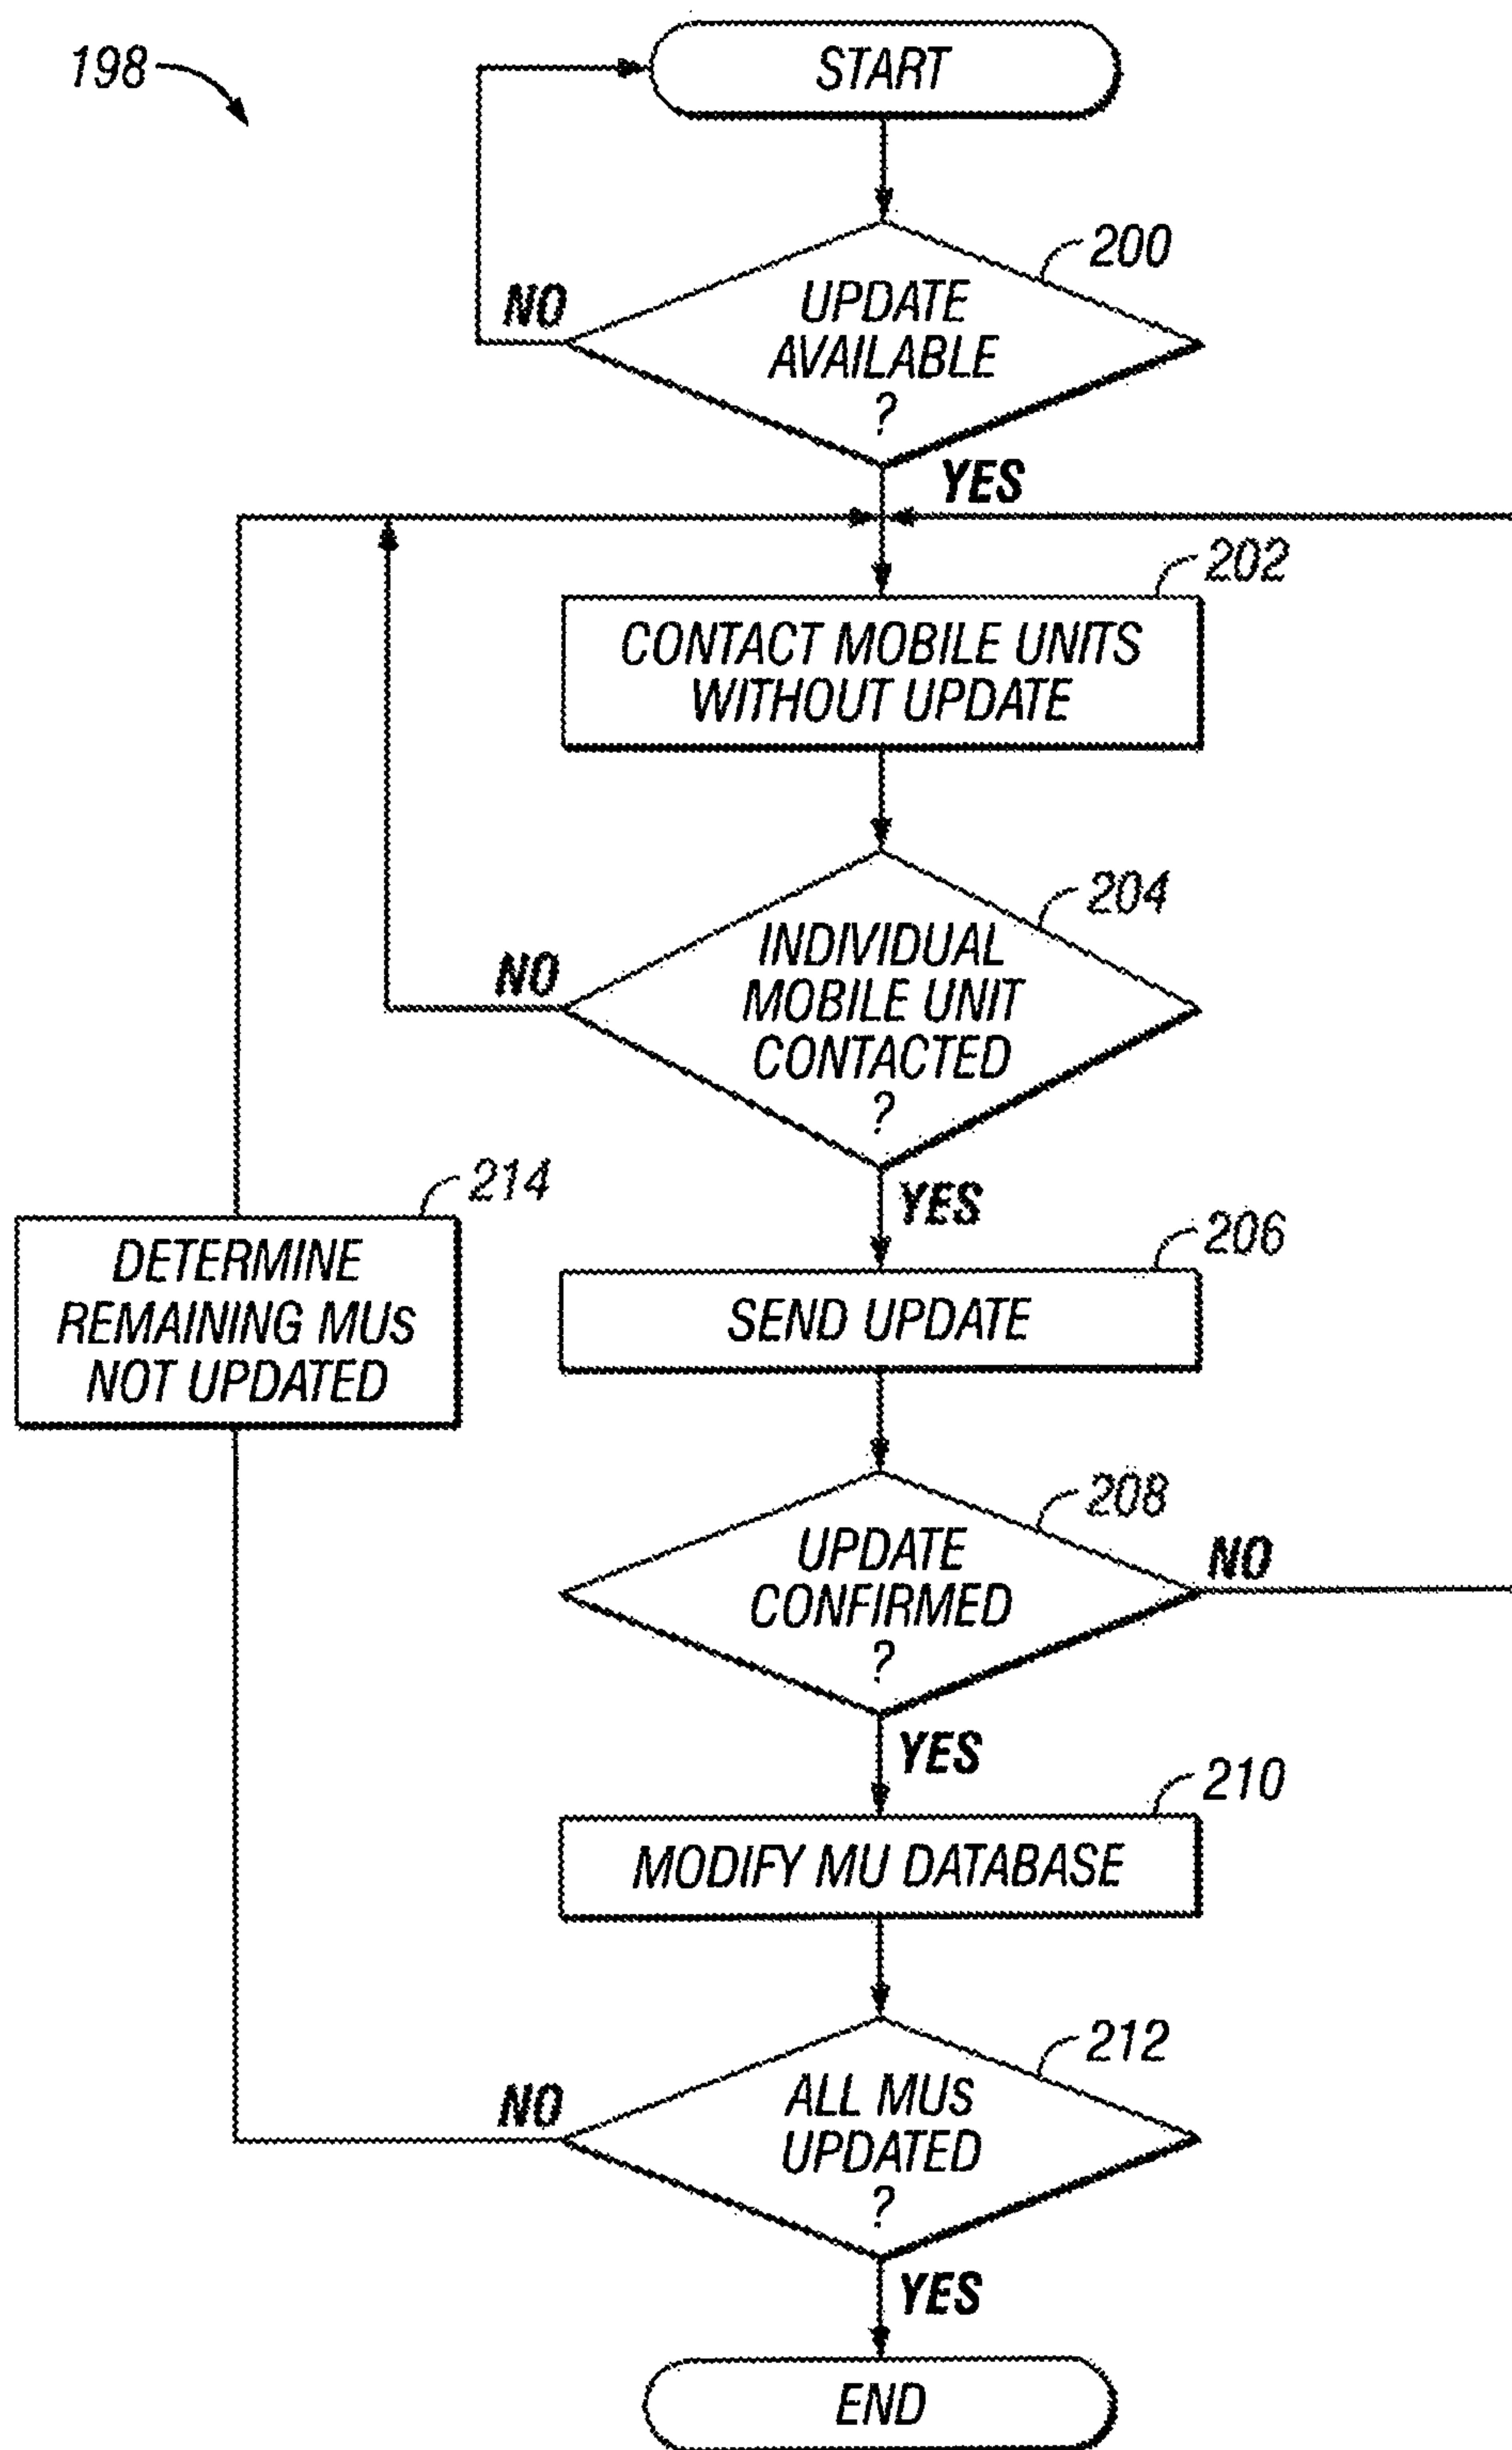 198
START
200
UPDATE
AVAILABLE
?
NO
YES
202
CONTACT MOBILE UNITS
WITHOUT UPDATE
204
INDIVIDUAL
MOBILE UNIT
CONTACTED
?
NO
YES
214
DETERMINE
REMAINING MUs
NOT UPDATED
206
SEND UPDATE
208
UPDATE
CONFIRMED
?
NO
YES
210
MODIFY MU DATABASE
212
ALL MUs
UPDATED
?
NO
YES
END